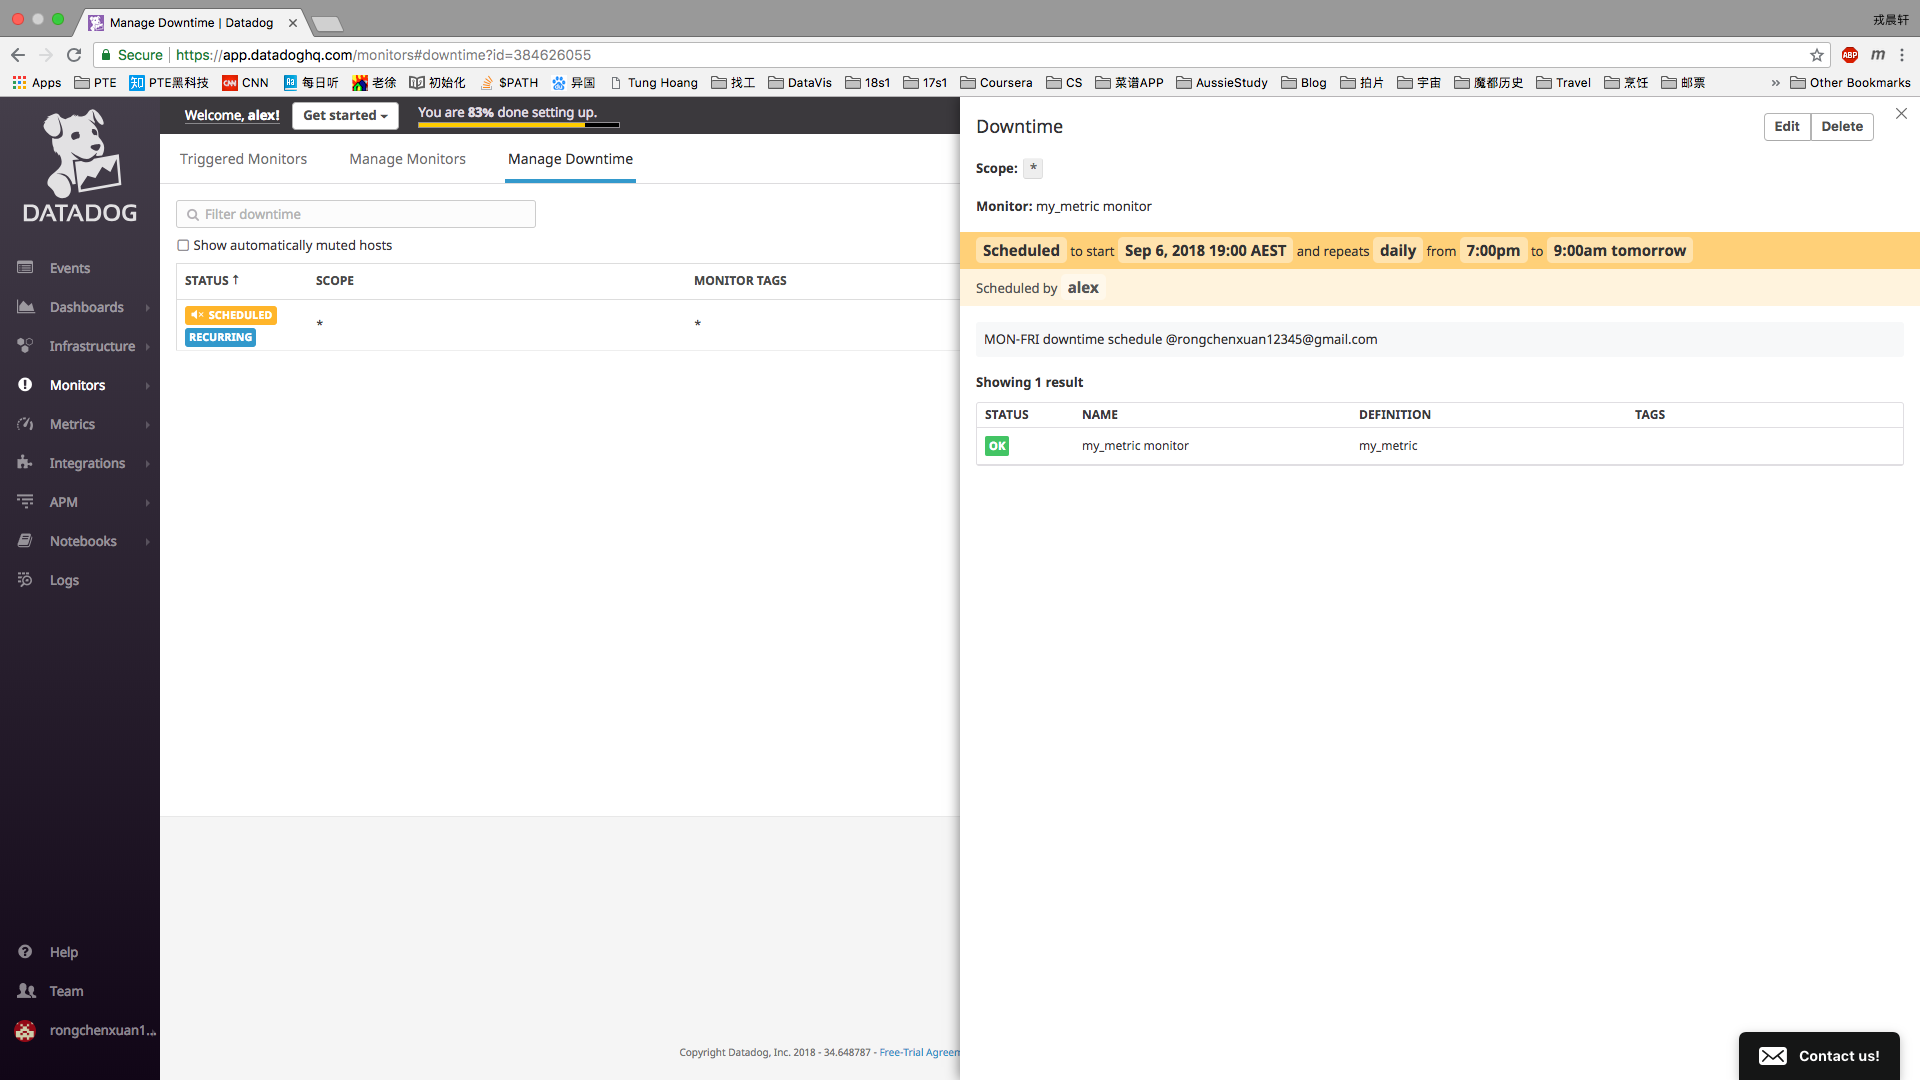 Manage Downtime | Datadog
戎晨轩
Secure
https://app.datadoghq.com/monitors#downtime?id=384626055
ABP
m
Apps
PTE
知
PTE黑科技
CNN
CNN
每日听
老徐
初始化
$PATH
异国
Tung Hoang
找工
DataVis
18s1
17s1
Coursera
CS
菜谱APP
AussieStudy
Blog
拍片
宇宙
魔都历史
Travel
烹饪
邮票
»
Other Bookmarks
DATADOG
Events
Dashboards
Infrastructure
Monitors
Metrics
Integrations
APM
Notebooks
Logs
Help
Team
rongchenxuan1...
Welcome, alex!
Get started
You are 83% done setting up.
Triggered Monitors
Manage Monitors
Manage Downtime
Filter downtime
Show automatically muted hosts
STATUS ↑
SCOPE
MONITOR TAGS
SCHEDULED
RECURRING
*
*
Copyright Datadog, Inc. 2018 - 34.648787 - Free-Trial Agreem
Downtime
Edit
Delete
Scope: *
Monitor: my_metric monitor
Scheduled to start Sep 6, 2018 19:00 AEST and repeats daily from 7:00pm to 9:00am tomorrow
Scheduled by alex
MON-FRI downtime schedule @rongchenxuan12345@gmail.com
Showing 1 result
STATUS
NAME
DEFINITION
TAGS
OK
my_metric monitor
my_metric
Contact us!